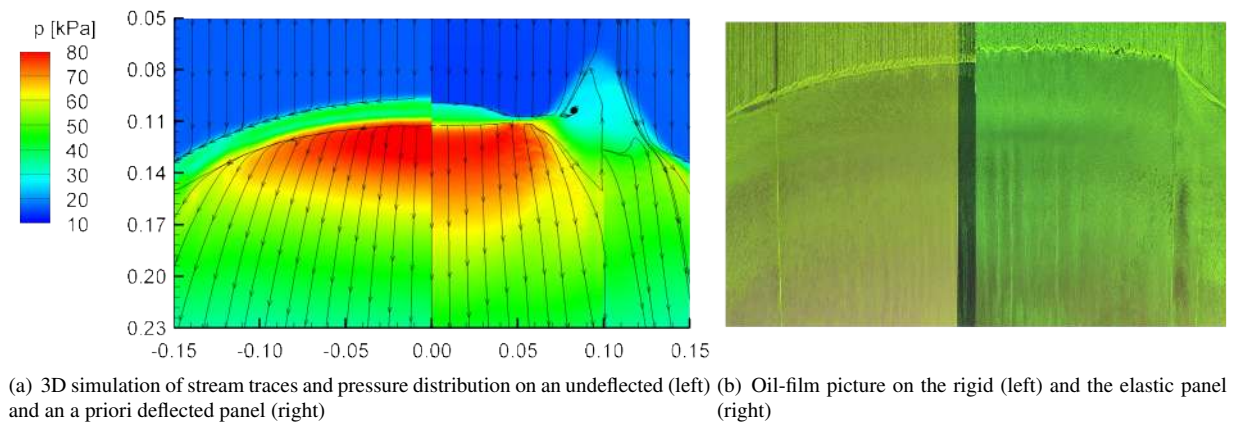 p [kPa]
80
70
60
50
40
30
20
10
0.05
0.08
0.11
0.14
0.17
0.20
0.23
-0.15 -0.10 -0.05 0.00 0.05 0.10 0.15
(a) 3D simulation of stream traces and pressure distribution on an undeflected (left)
and an a priori deflected panel (right)
(b) Oil-film picture on the rigid (left) and the elastic panel
(right)